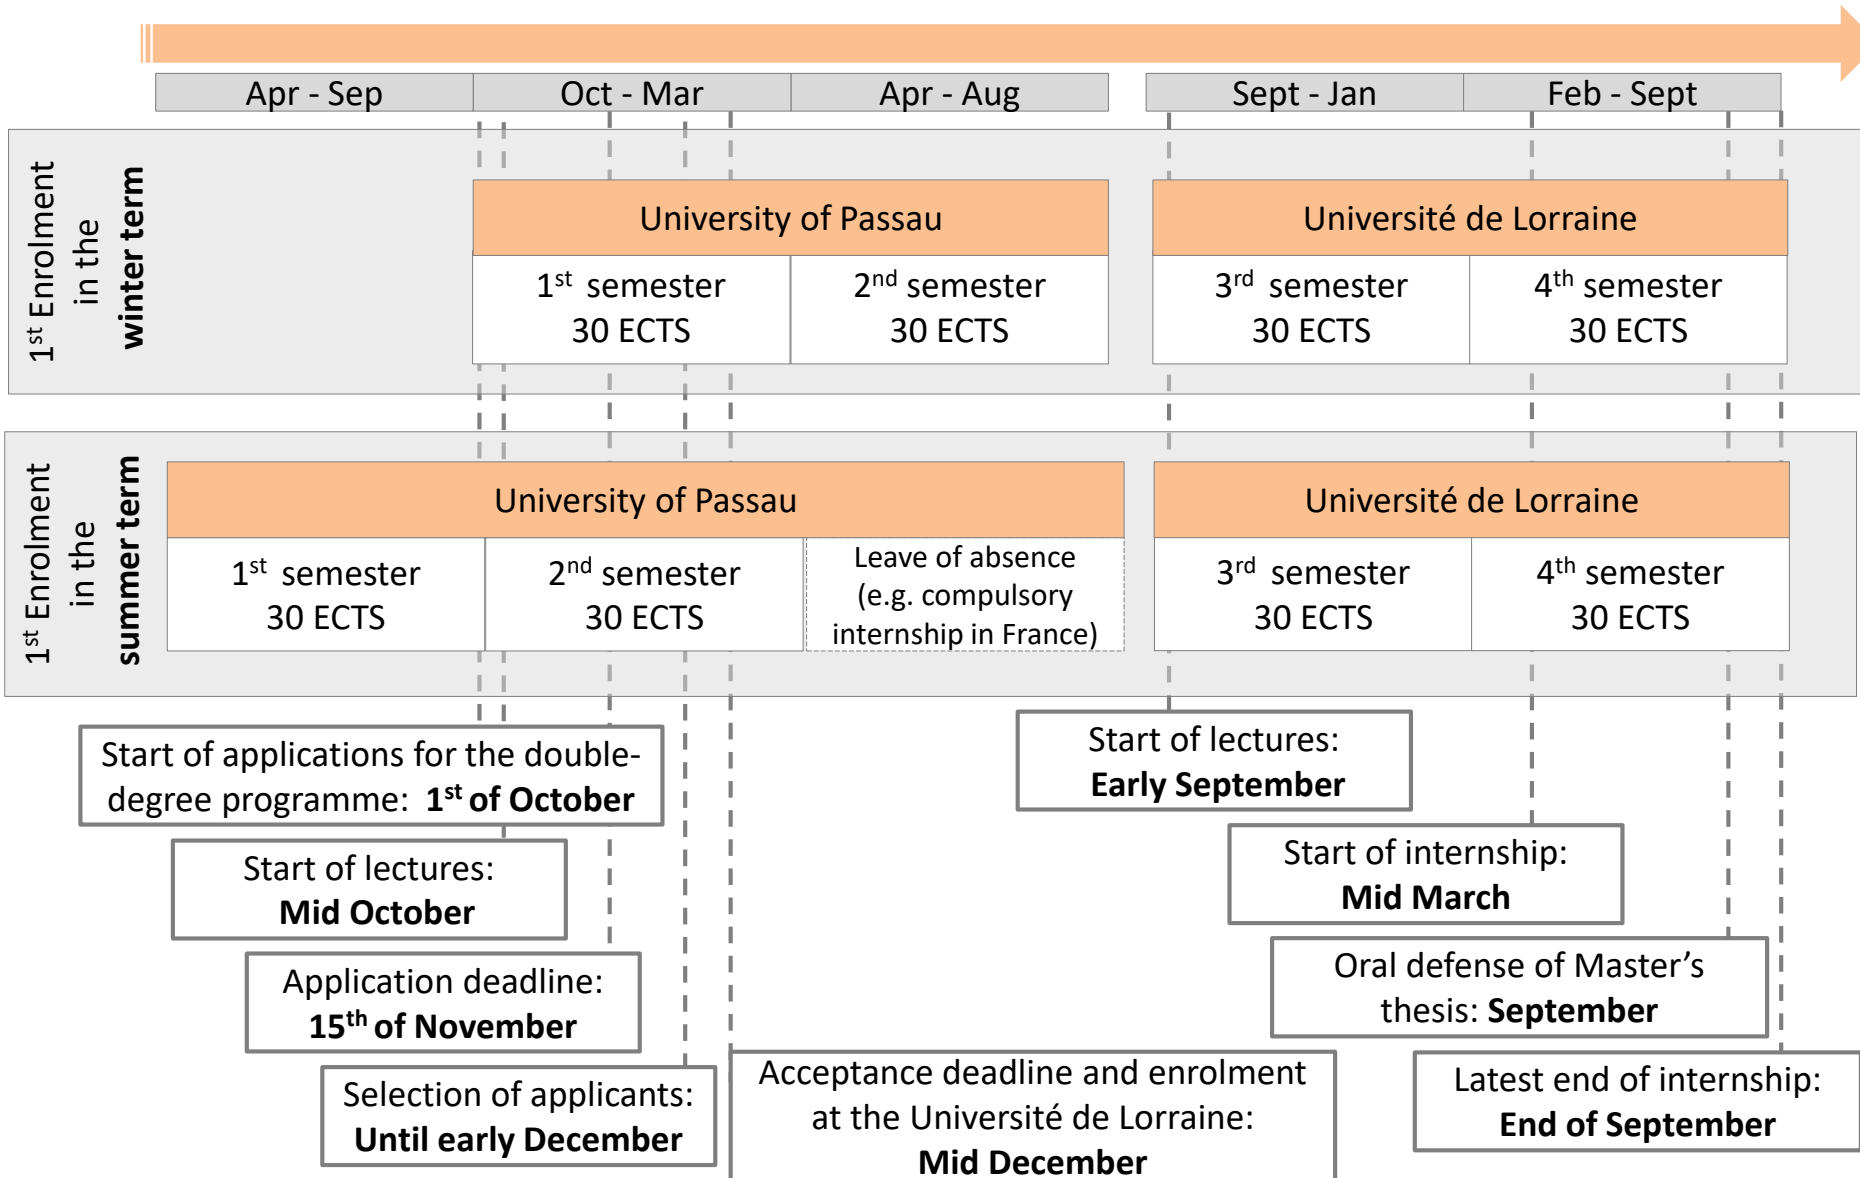 Apr - Sep
Oct - Mar
Apr - Aug
Sept - Jan
Feb - Sept
1st Enrolment
in the
winter term
University of Passau
Université de Lorraine
1st semester
30 ECTS
2nd semester
30 ECTS
3rd semester
30 ECTS
4th semester
30 ECTS
1st Enrolment
in the
summer term
University of Passau
Université de Lorraine
1st semester
30 ECTS
2nd semester
30 ECTS
Leave of absence
(e.g. compulsory
internship in France)
3rd semester
30 ECTS
4th semester
30 ECTS
Start of applications for the double-
degree programme: 1st of October
Start of lectures:
Early September
Start of lectures:
Mid October
Start of internship:
Mid March
Application deadline:
15th of November
Oral defense of Master’s
thesis: September
Selection of applicants:
Until early December
Acceptance deadline and enrolment
at the Université de Lorraine:
Mid December
Latest end of internship:
End of September